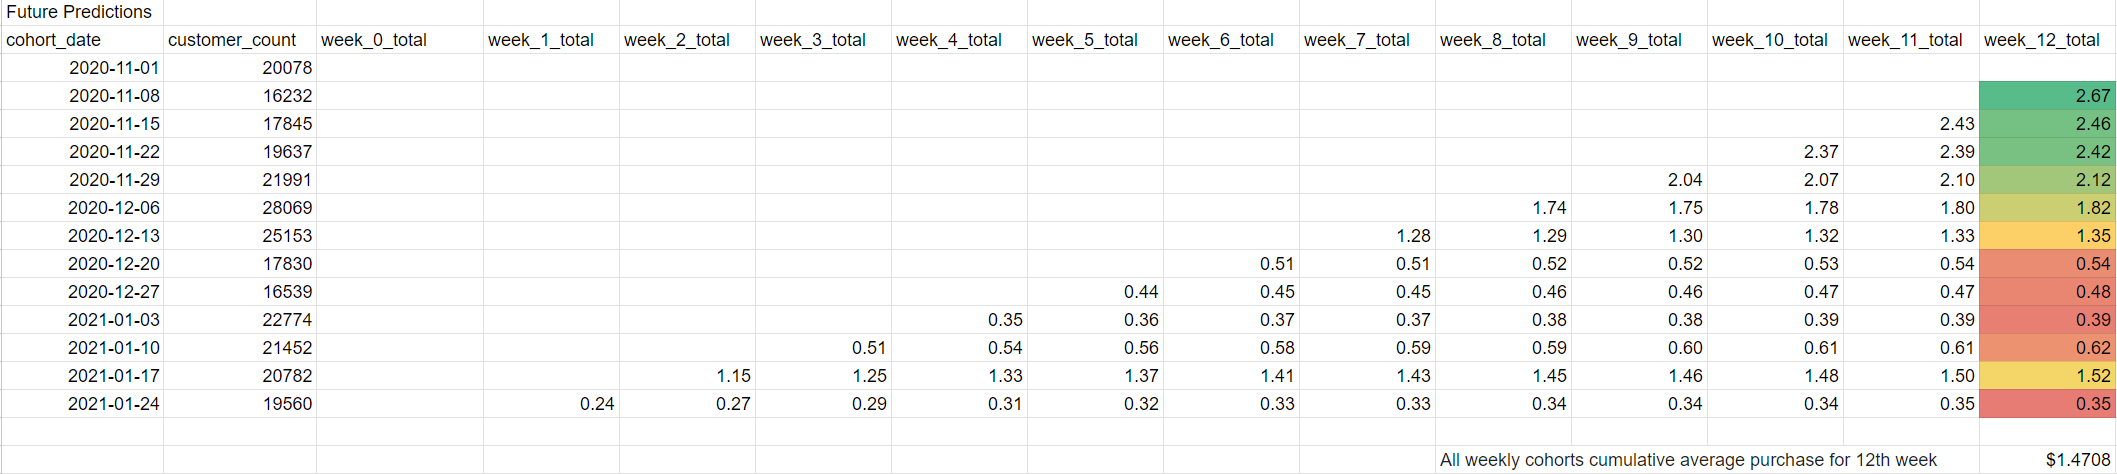 Future Predictions
cohort_date customer_count week_0_total week_1_total week_2_total week_3_total week_4_total week_5_total week_6_total week_7_total week_8_total week_9_total week_10_total week_11_total week_12_total
2020-11-01 20078
2020-11-08 16232 2.67
2020-11-15 17845 2.43 2.46
2020-11-22 19637 2.37 2.39 2.42
2020-11-29 21991 2.04 2.07 2.10 2.12
2020-12-06 28069 1.74 1.75 1.78 1.80 1.82
2020-12-13 25153 1.28 1.29 1.30 1.32 1.33 1.35
2020-12-20 17830 0.51 0.51 0.52 0.52 0.53 0.54 0.54
2020-12-27 16539 0.44 0.45 0.45 0.46 0.46 0.47 0.47 0.48
2021-01-03 22774 0.35 0.36 0.37 0.37 0.38 0.38 0.39 0.39 0.39
2021-01-10 21452 0.51 0.54 0.56 0.58 0.59 0.59 0.60 0.61 0.61 0.62
2021-01-17 20782 1.15 1.25 1.33 1.37 1.41 1.43 1.45 1.46 1.48 1.50 1.52
2021-01-24 19560 0.24 0.27 0.29 0.31 0.32 0.33 0.33 0.34 0.34 0.34 0.35 0.35
All weekly cohorts cumulative average purchase for 12th week $1.4708